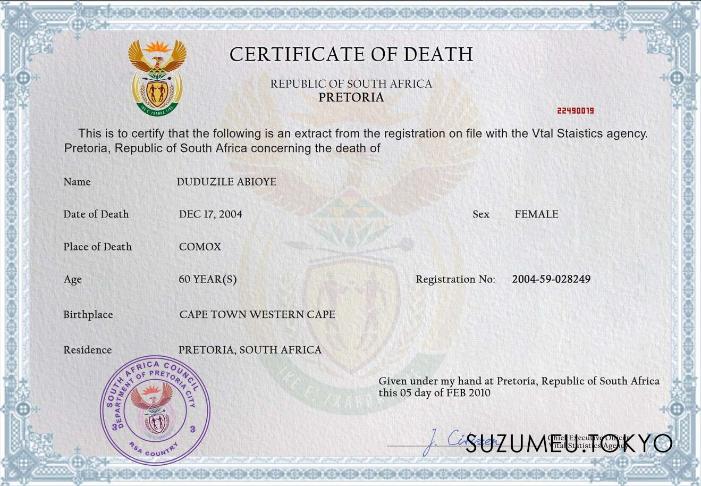 CERTIFICATE OF DEATH
REPUBLIC OF SOUTH AFRICA
PRETORIA
22490019
This is to certify that the following is an extract from the registration on file with the Vtal Staistics agency.
Pretoria, Republic of South Africa concerning the death of
Name DUDUZILE ABIOYE
Date of Death DEC 17, 2004 Sex FEMALE
Place of Death COMOX
Age 60 YEAR(S) Registration No: 2004-59-028249
Birthplace CAPE TOWN WESTERN CAPE
Residence PRETORIA, SOUTH AFRICA
SOUTH AFRICA COUNCIL
DEPARTMENT OF PRETORIA CITY
3 3
RSA COUNTRY
Given under my hand at Pretoria, Republic of South Africa
this 05 day of FEB 2010
J.
Chief Executive Officer
Vital Statistics Agency
SUZUMEU.TOKYO